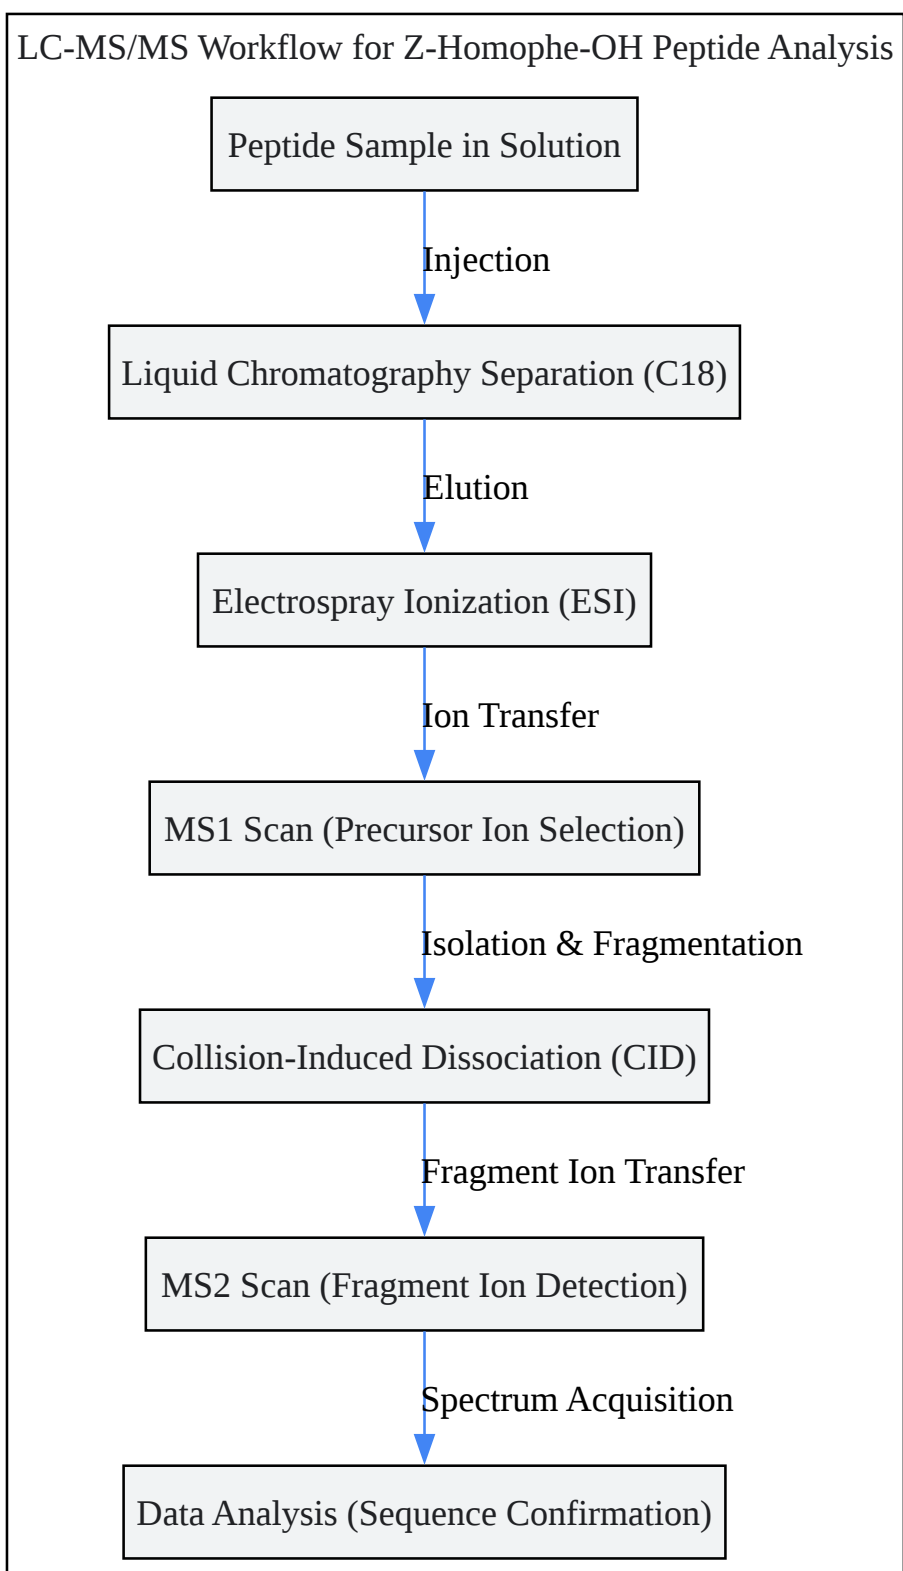 LC-MS/MS Workflow for Z-Homophe-OH Peptide Analysis
Peptide Sample in Solution
Injection
Liquid Chromatography Separation (C18)
Elution
Electrospray Ionization (ESI)
Ion Transfer
MS1 Scan (Precursor Ion Selection)
Isolation & Fragmentation
Collision-Induced Dissociation (CID)
Fragment Ion Transfer
MS2 Scan (Fragment Ion Detection)
Spectrum Acquisition
Data Analysis (Sequence Confirmation)